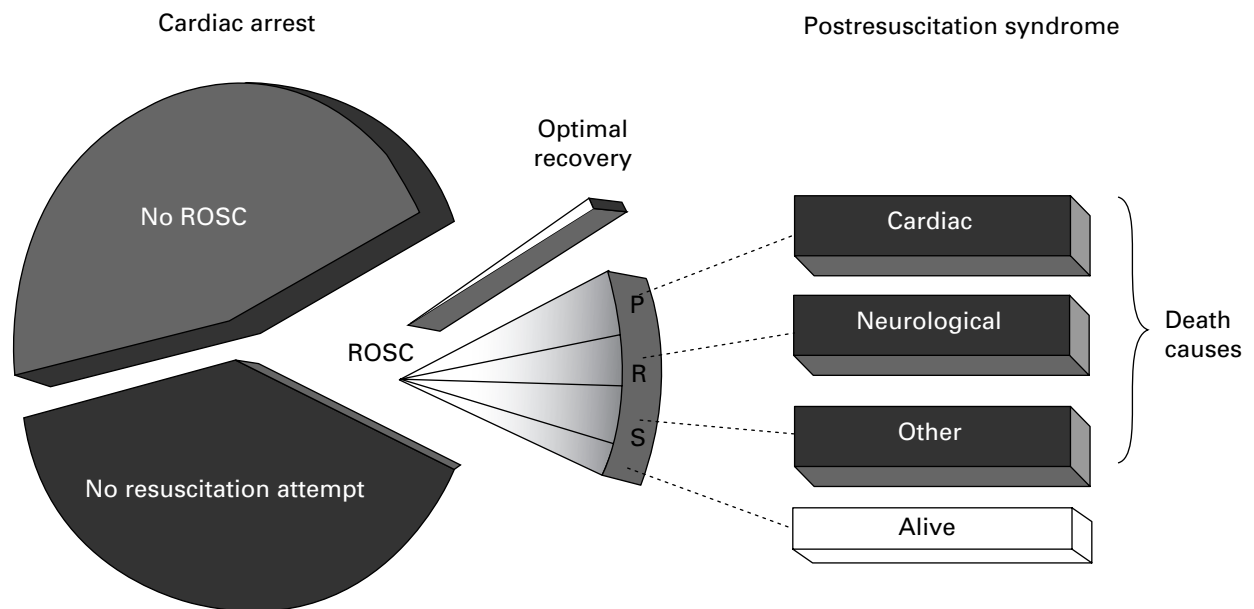 Cardiac arrest
Postresuscitation syndrome
Optimal
recovery
No ROSC
ROSC
No resuscitation attempt
P
R
S
Cardiac
Neurological
Other
Alive
Death
causes